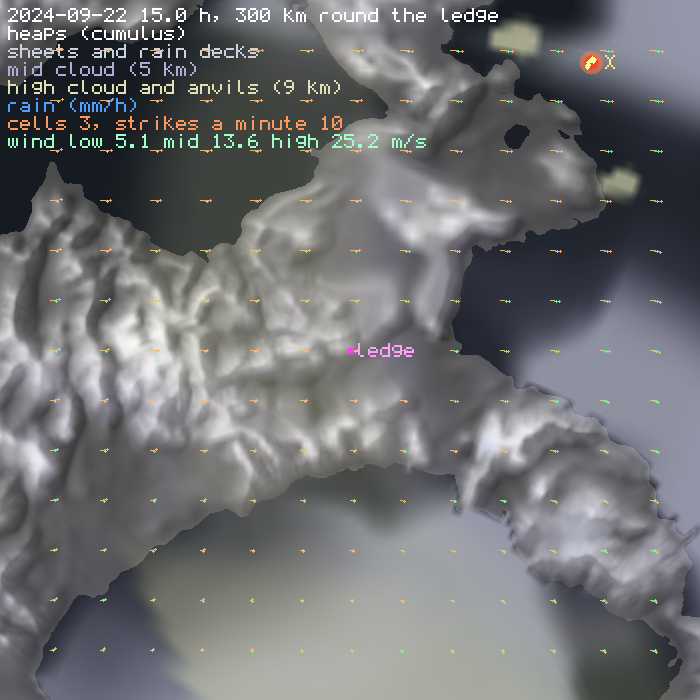 2024-09-22 15.0 h, 300 km round the ledge
heaps (cumulus)
sheets and rain decks
mid cloud (5 km)
high cloud and anvils (9 km)
rain (mm/h)
cells 3, strikes a minute 10
wind low 5.1 mid 13.6 high 25.2 m/s
X
ledge